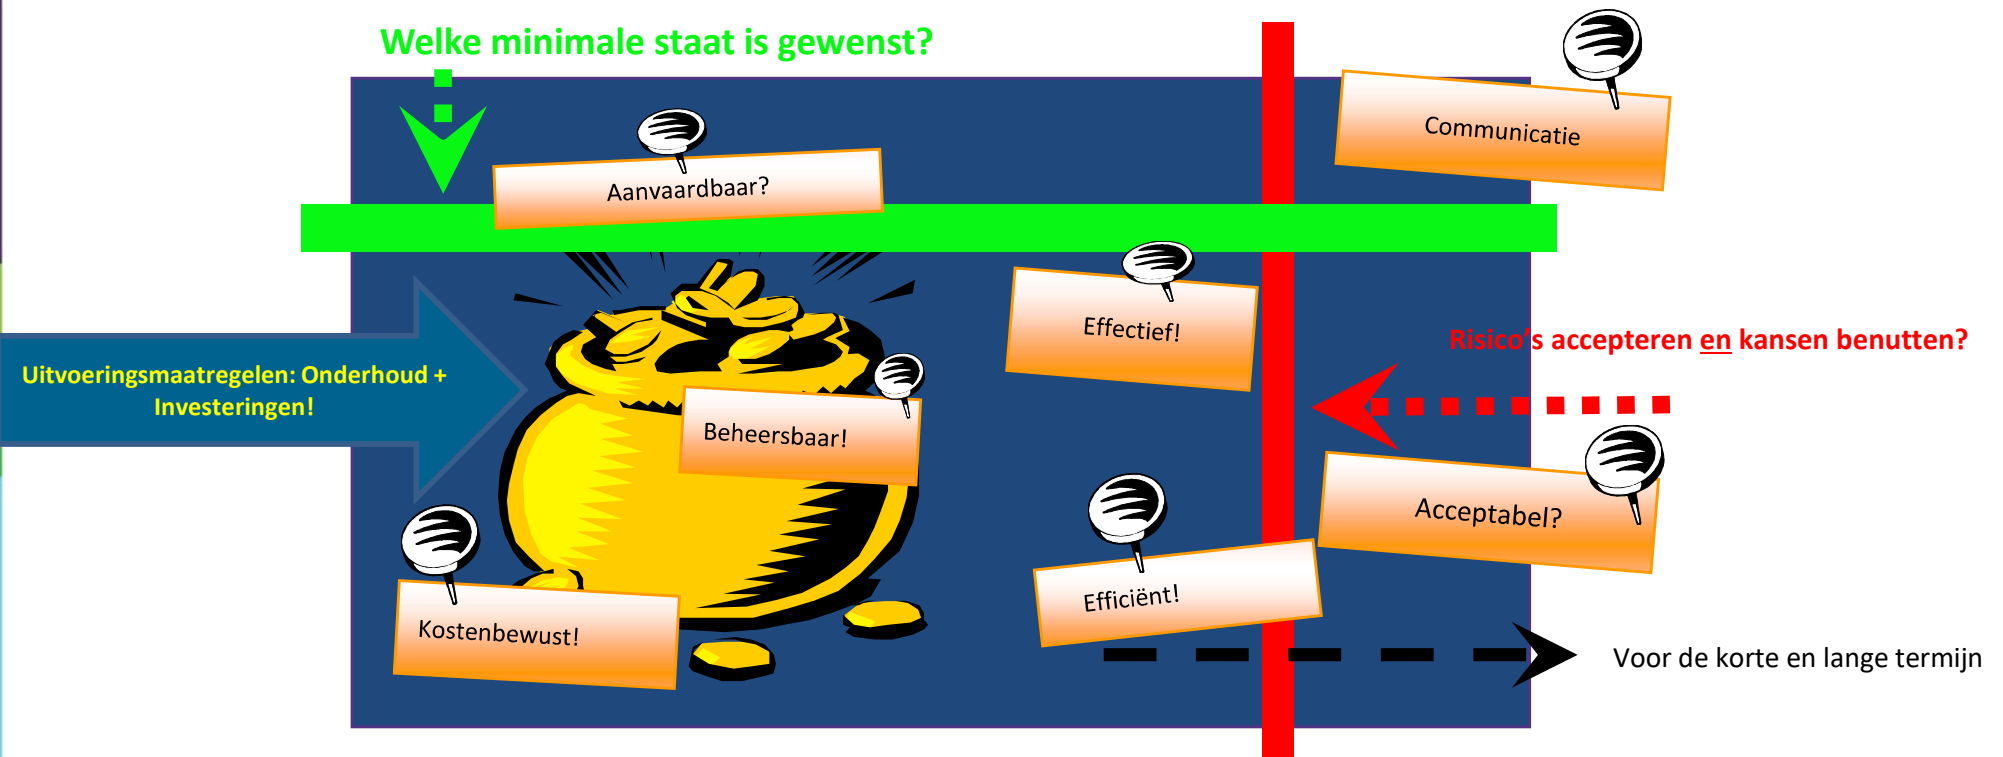 Welke minimale staat is gewenst?
Communicatie
Aanvaardbaar?
Effectief!
Risico's accepteren en kansen benutten?
Uitvoeringsmaatregelen: Onderhoud +
Investeringen!
Beheersbaar!
Acceptabel?
Efficiënt!
Kostenbewust!
Voor de korte en lange termijn